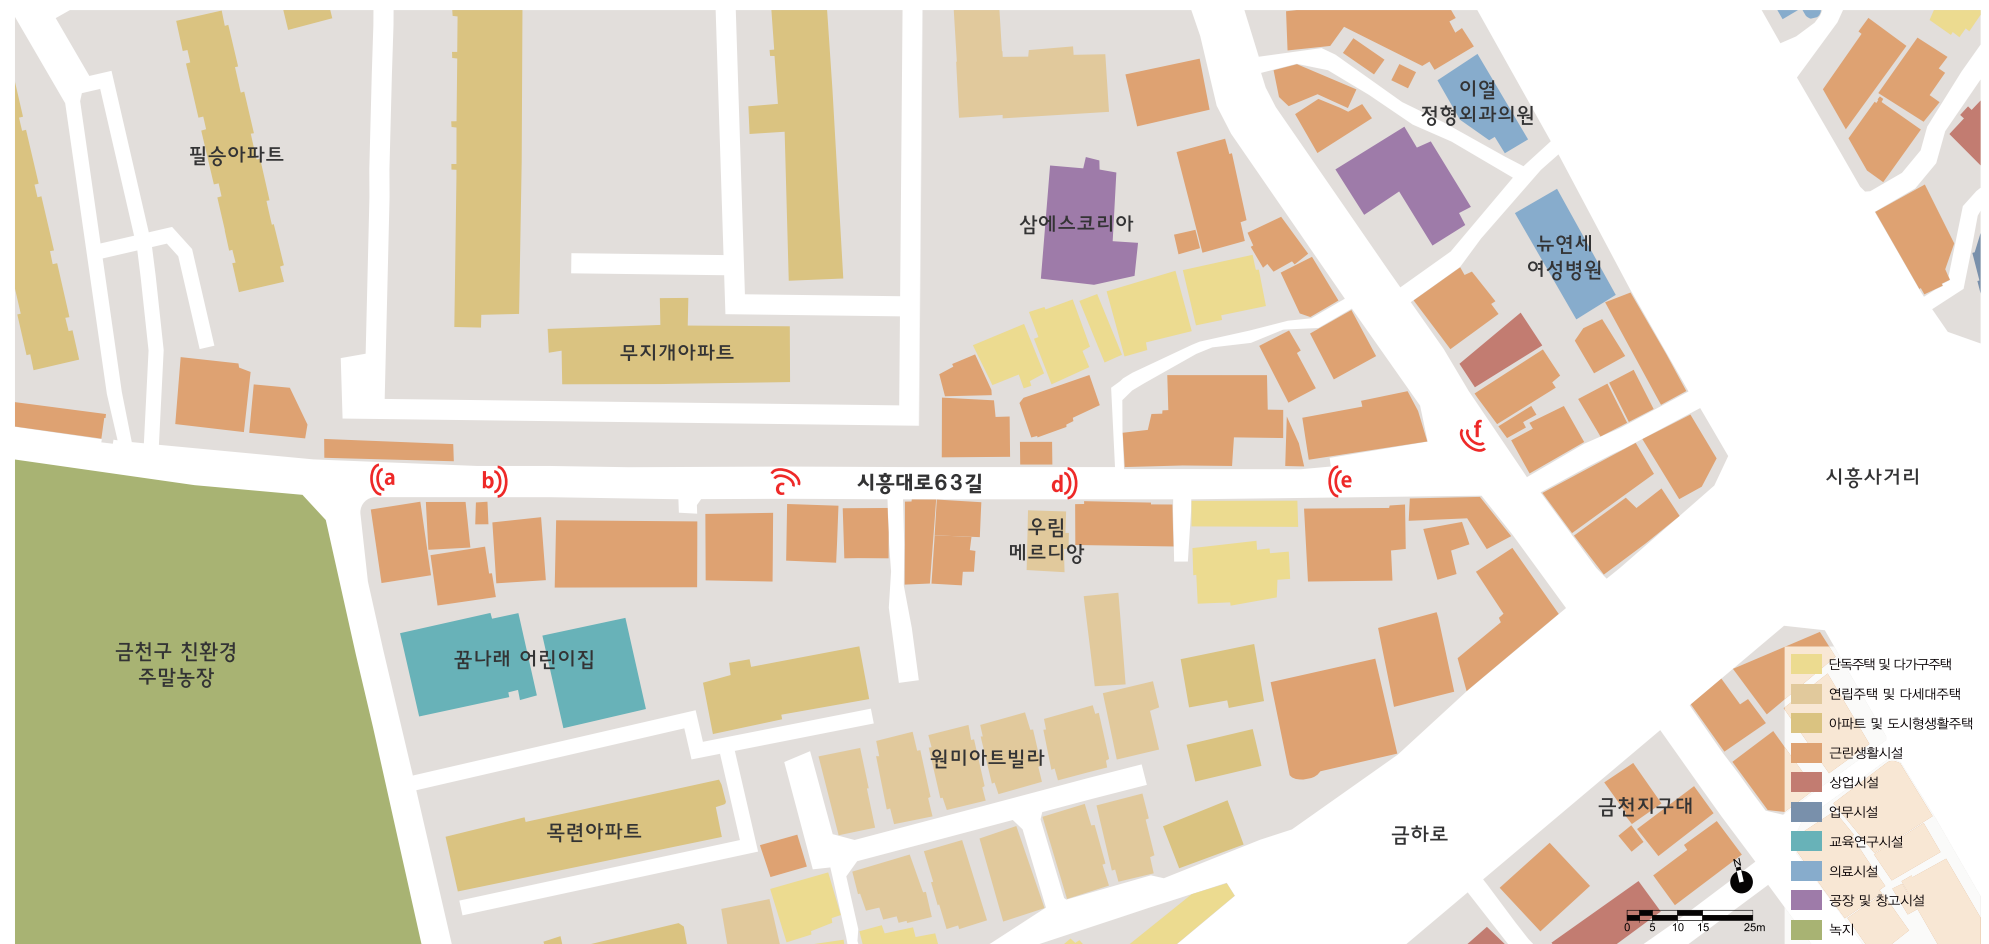 이열
정형외과의원
필승아파트
삼에스코리아
뉴연세
여성병원
무지개아파트
f
a
b
c
시흥대로63길
d
e
시흥사거리
우림
메르디앙
금천구 친환경
주말농장
꿈나래 어린이집
원미아트빌라
목련아파트
금하로
금천지구대
단독주택 및 다가구주택
연립주택 및 다세대주택
아파트 및 도시형생활주택
근린생활시설
상업시설
업무시설
교육연구시설
의료시설
공장 및 창고시설
녹지
N
0 5 10 15 25m